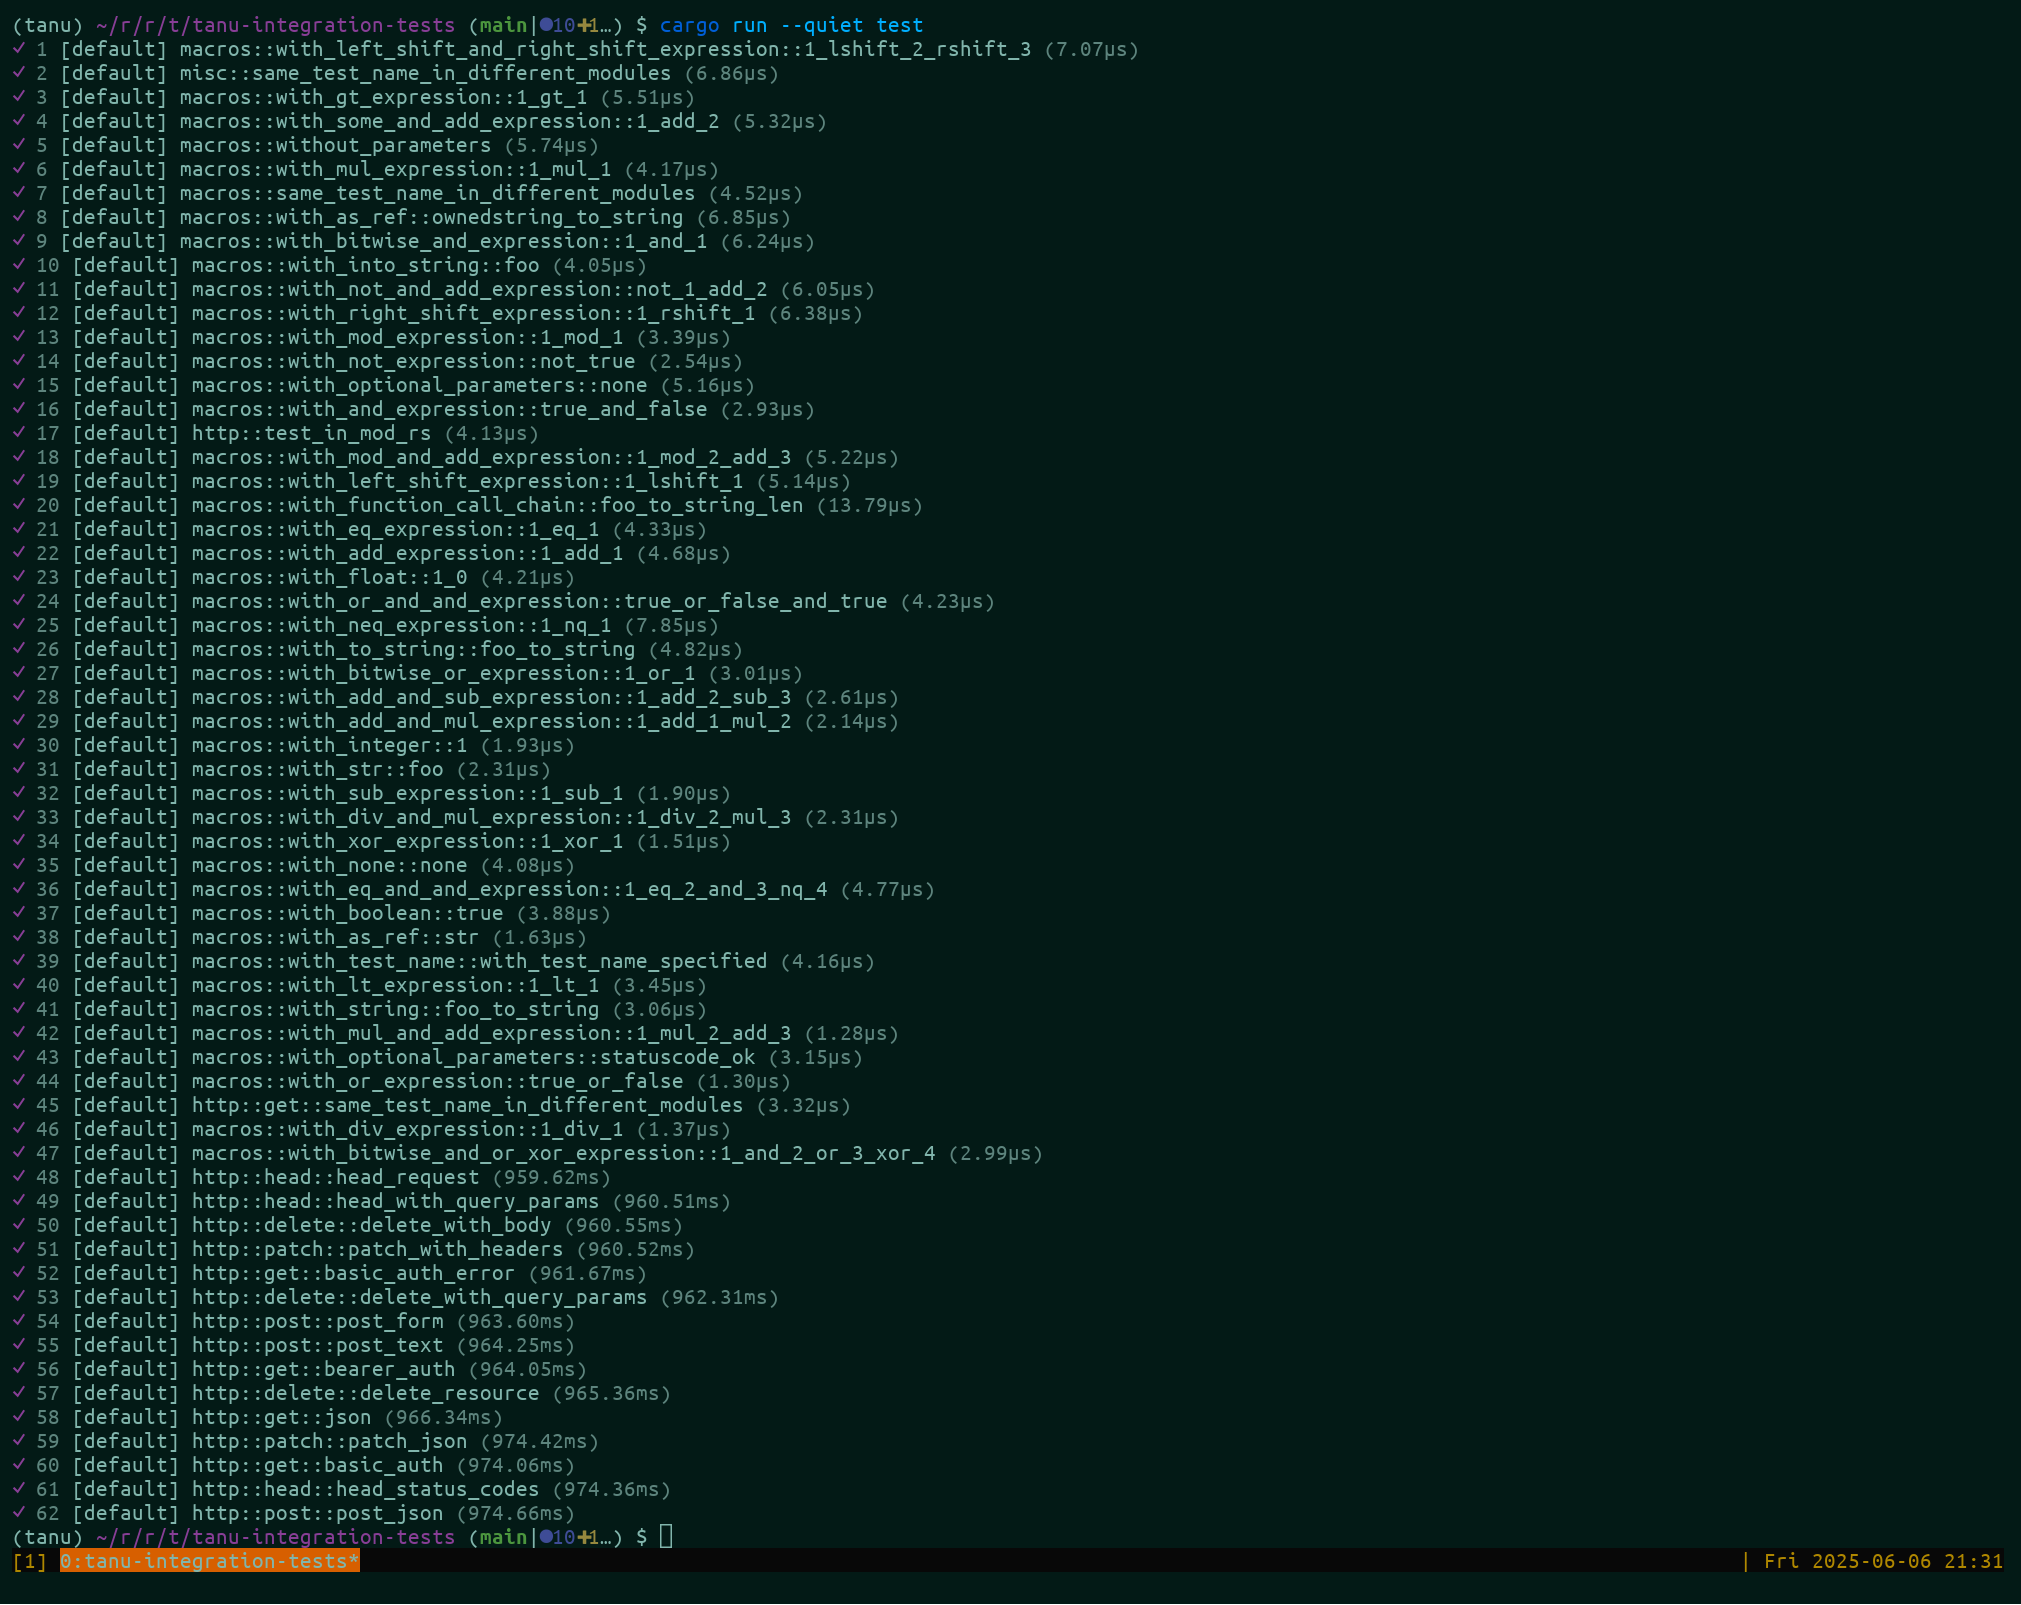 (tanu) ~/r/r/t/tanu-integration-tests (main|●10✚1…) $ cargo run --quiet test
✓ 1 [default] macros::with_left_shift_and_right_shift_expression::1_lshift_2_rshift_3 (7.07µs)
✓ 2 [default] misc::same_test_name_in_different_modules (6.86µs)
✓ 3 [default] macros::with_gt_expression::1_gt_1 (5.51µs)
✓ 4 [default] macros::with_some_and_add_expression::1_add_2 (5.32µs)
✓ 5 [default] macros::without_parameters (5.74µs)
✓ 6 [default] macros::with_mul_expression::1_mul_1 (4.17µs)
✓ 7 [default] macros::same_test_name_in_different_modules (4.52µs)
✓ 8 [default] macros::with_as_ref::ownedstring_to_string (6.85µs)
✓ 9 [default] macros::with_bitwise_and_expression::1_and_1 (6.24µs)
✓ 10 [default] macros::with_into_string::foo (4.05µs)
✓ 11 [default] macros::with_not_and_add_expression::not_1_add_2 (6.05µs)
✓ 12 [default] macros::with_right_shift_expression::1_rshift_1 (6.38µs)
✓ 13 [default] macros::with_mod_expression::1_mod_1 (3.39µs)
✓ 14 [default] macros::with_not_expression::not_true (2.54µs)
✓ 15 [default] macros::with_optional_parameters::none (5.16µs)
✓ 16 [default] macros::with_and_expression::true_and_false (2.93µs)
✓ 17 [default] http::test_in_mod_rs (4.13µs)
✓ 18 [default] macros::with_mod_and_add_expression::1_mod_2_add_3 (5.22µs)
✓ 19 [default] macros::with_left_shift_expression::1_lshift_1 (5.14µs)
✓ 20 [default] macros::with_function_call_chain::foo_to_string_len (13.79µs)
✓ 21 [default] macros::with_eq_expression::1_eq_1 (4.33µs)
✓ 22 [default] macros::with_add_expression::1_add_1 (4.68µs)
✓ 23 [default] macros::with_float::1_0 (4.21µs)
✓ 24 [default] macros::with_or_and_and_expression::true_or_false_and_true (4.23µs)
✓ 25 [default] macros::with_neq_expression::1_nq_1 (7.85µs)
✓ 26 [default] macros::with_to_string::foo_to_string (4.82µs)
✓ 27 [default] macros::with_bitwise_or_expression::1_or_1 (3.01µs)
✓ 28 [default] macros::with_add_and_sub_expression::1_add_2_sub_3 (2.61µs)
✓ 29 [default] macros::with_add_and_mul_expression::1_add_1_mul_2 (2.14µs)
✓ 30 [default] macros::with_integer::1 (1.93µs)
✓ 31 [default] macros::with_str::foo (2.31µs)
✓ 32 [default] macros::with_sub_expression::1_sub_1 (1.90µs)
✓ 33 [default] macros::with_div_and_mul_expression::1_div_2_mul_3 (2.31µs)
✓ 34 [default] macros::with_xor_expression::1_xor_1 (1.51µs)
✓ 35 [default] macros::with_none::none (4.08µs)
✓ 36 [default] macros::with_eq_and_and_expression::1_eq_2_and_3_nq_4 (4.77µs)
✓ 37 [default] macros::with_boolean::true (3.88µs)
✓ 38 [default] macros::with_as_ref::str (1.63µs)
✓ 39 [default] macros::with_test_name::with_test_name_specified (4.16µs)
✓ 40 [default] macros::with_lt_expression::1_lt_1 (3.45µs)
✓ 41 [default] macros::with_string::foo_to_string (3.06µs)
✓ 42 [default] macros::with_mul_and_add_expression::1_mul_2_add_3 (1.28µs)
✓ 43 [default] macros::with_optional_parameters::statuscode_ok (3.15µs)
✓ 44 [default] macros::with_or_expression::true_or_false (1.30µs)
✓ 45 [default] http::get::same_test_name_in_different_modules (3.32µs)
✓ 46 [default] macros::with_div_expression::1_div_1 (1.37µs)
✓ 47 [default] macros::with_bitwise_and_or_xor_expression::1_and_2_or_3_xor_4 (2.99µs)
✓ 48 [default] http::head::head_request (959.62ms)
✓ 49 [default] http::head::head_with_query_params (960.51ms)
✓ 50 [default] http::delete::delete_with_body (960.55ms)
✓ 51 [default] http::patch::patch_with_headers (960.52ms)
✓ 52 [default] http::get::basic_auth_error (961.67ms)
✓ 53 [default] http::delete::delete_with_query_params (962.31ms)
✓ 54 [default] http::post::post_form (963.60ms)
✓ 55 [default] http::post::post_text (964.25ms)
✓ 56 [default] http::get::bearer_auth (964.05ms)
✓ 57 [default] http::delete::delete_resource (965.36ms)
✓ 58 [default] http::get::json (966.34ms)
✓ 59 [default] http::patch::patch_json (974.42ms)
✓ 60 [default] http::get::basic_auth (974.06ms)
✓ 61 [default] http::head::head_status_codes (974.36ms)
✓ 62 [default] http::post::post_json (974.66ms)
(tanu) ~/r/r/t/tanu-integration-tests (main|●10✚1…) $
[1] 0:tanu-integration-tests* | Fri 2025-06-06 21:31